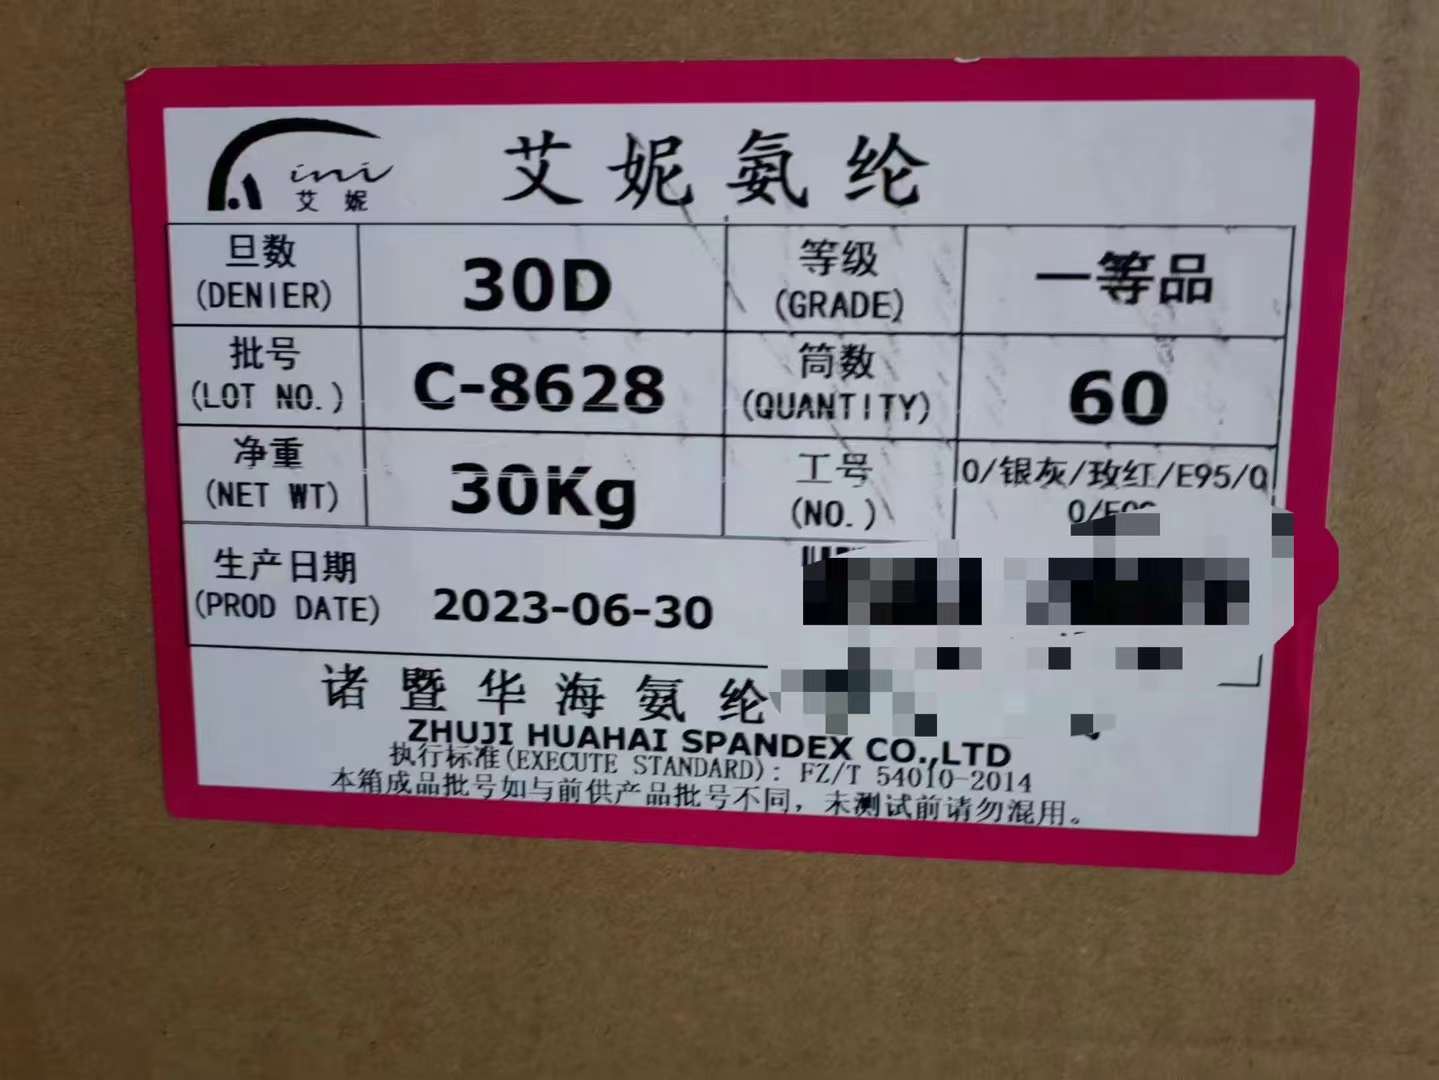 Aini
艾妮
艾妮氨纶
旦数
(DENIER)
30D
等级
(GRADE)
一等品
批号
(LOT NO.)
C-8628
筒数
(QUANTITY)
60
净重
(NET WT)
30Kg
工号
(NO.)
0/银灰/玫红/E95/Q
生产日期
(PROD DATE)
2023-06-30
诸暨华海氨纶
ZHUJI HUAHAI SPANDEX CO.,LTD
执行标准(EXECUTE STANDARD): FZ/T 54010-2014
本箱成品批号如与前供产品批号不同，未测试前请勿混用。